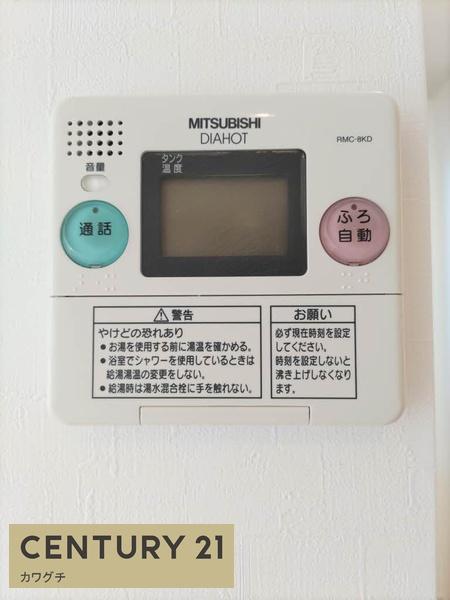 MITSUBISHI
DIAHOT
RMC-8KD
音量
タンク
温度
通話
ふろ
自動
警告
やけどの恐れあり
● お湯を使用する前に湯温を確かめる。
● 浴室でシャワーを使用しているときは
給湯湯温の変更をしない。
● 給湯時は湯水混合栓に手を触れない。
お願い
必ず現在時刻を設定
してください。
時刻を設定しないと
沸き上げしなくなり
ます。
CENTURY 21
カワグチ